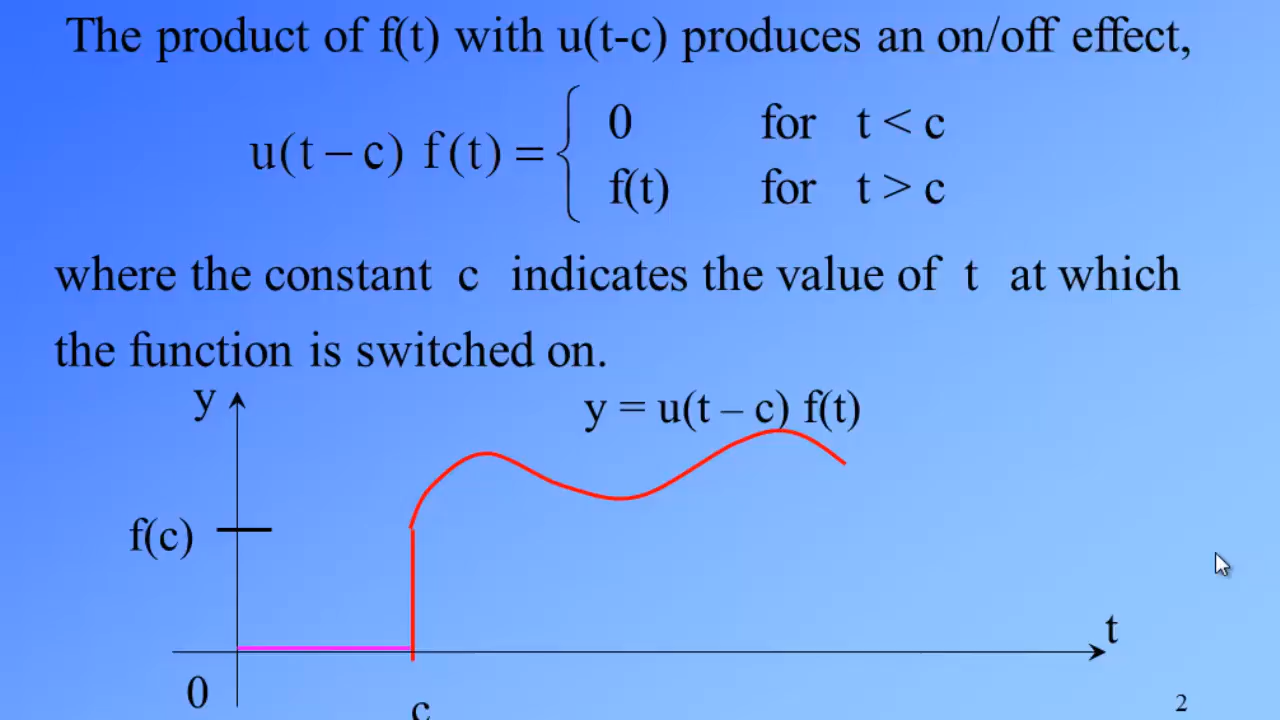 The product of f(t) with u(t-c) produces an on/off effect,
u(t – c) f(t) = { 0 for t < c
f(t) for t > c
where the constant c indicates the value of t at which
the function is switched on.
y
y = u(t – c) f(t)
f(c)
t
0
c
2